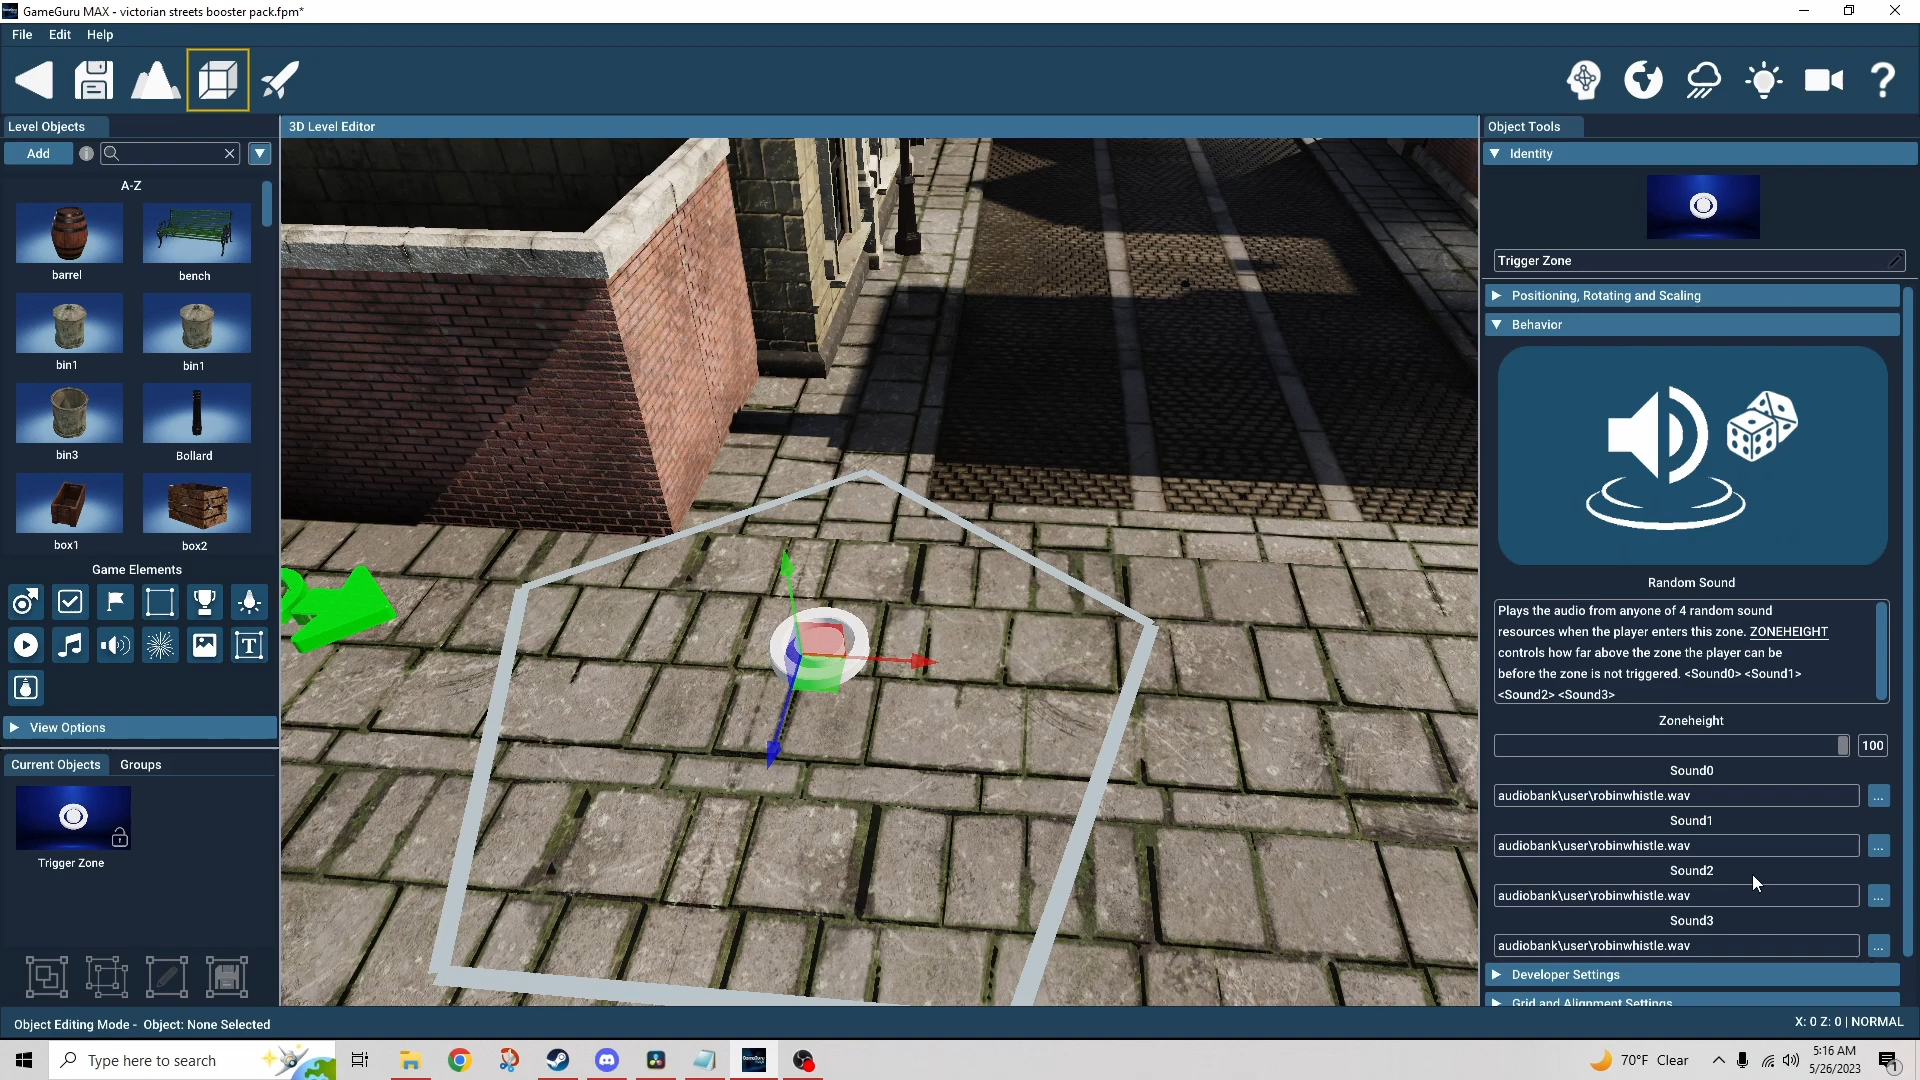 GameGuru MAX - victorian streets booster pack.fpm*
File Edit Help
Level Objects
3D Level Editor
Object Tools
Add
Identity
A-Z
barrel
bench
bin1
bin1
bin3
Bollard
box1
box2
Game Elements
View Options
Current Objects
Groups
Trigger Zone
Trigger Zone
Positioning, Rotating and Scaling
Behavior
Random Sound
Plays the audio from anyone of 4 random sound
resources when the player enters this zone. ZONEHEIGHT
controls how far above the zone the player can be
before the zone is not triggered. <Sound0> <Sound1>
<Sound2> <Sound3>
Zoneheight
100
Sound0
audiobank\user\robinwhistle.wav
...
Sound1
audiobank\user\robinwhistle.wav
...
Sound2
audiobank\user\robinwhistle.wav
...
Sound3
audiobank\user\robinwhistle.wav
...
Developer Settings
Grid and Alignment Settings
Object Editing Mode - Object: None Selected
X: 0 Z: 0 | NORMAL
Type here to search
70°F Clear
5:16 AM
5/26/2023
1